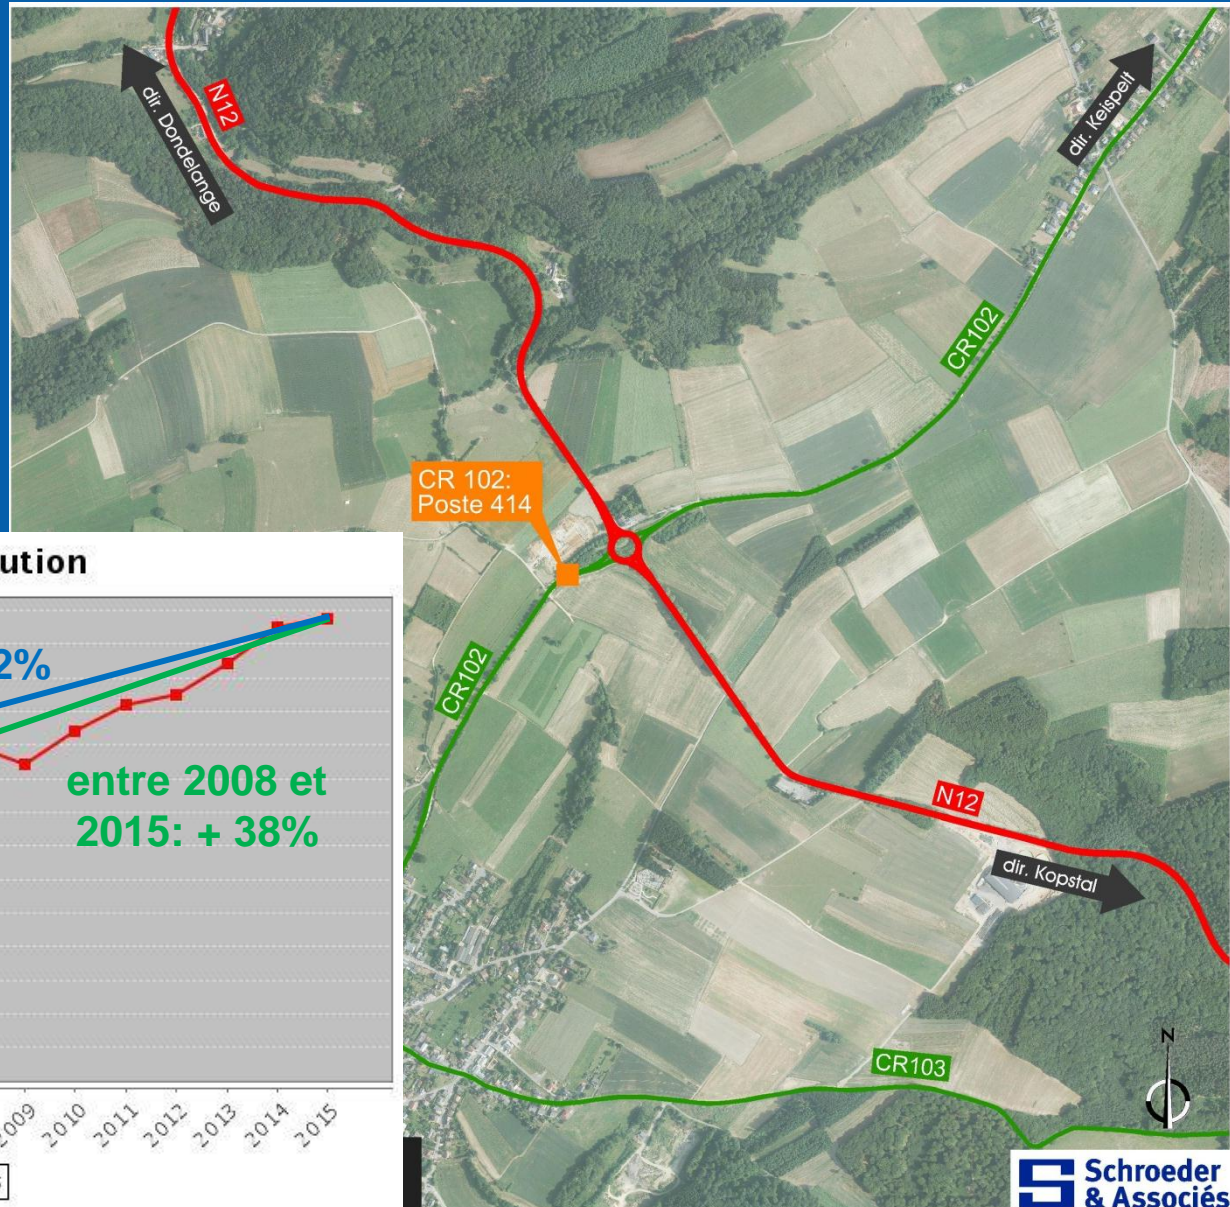 N12
dir. Dondelange
dir. Keispelt
CR102
CR 102:
Poste 414
CR102
N12
dir. Kopstal
CR103
N
ution
2%
entre 2008 et
2015: + 38%
2009
2010
2011
2012
2013
2014
2015
Schroeder
& Associés